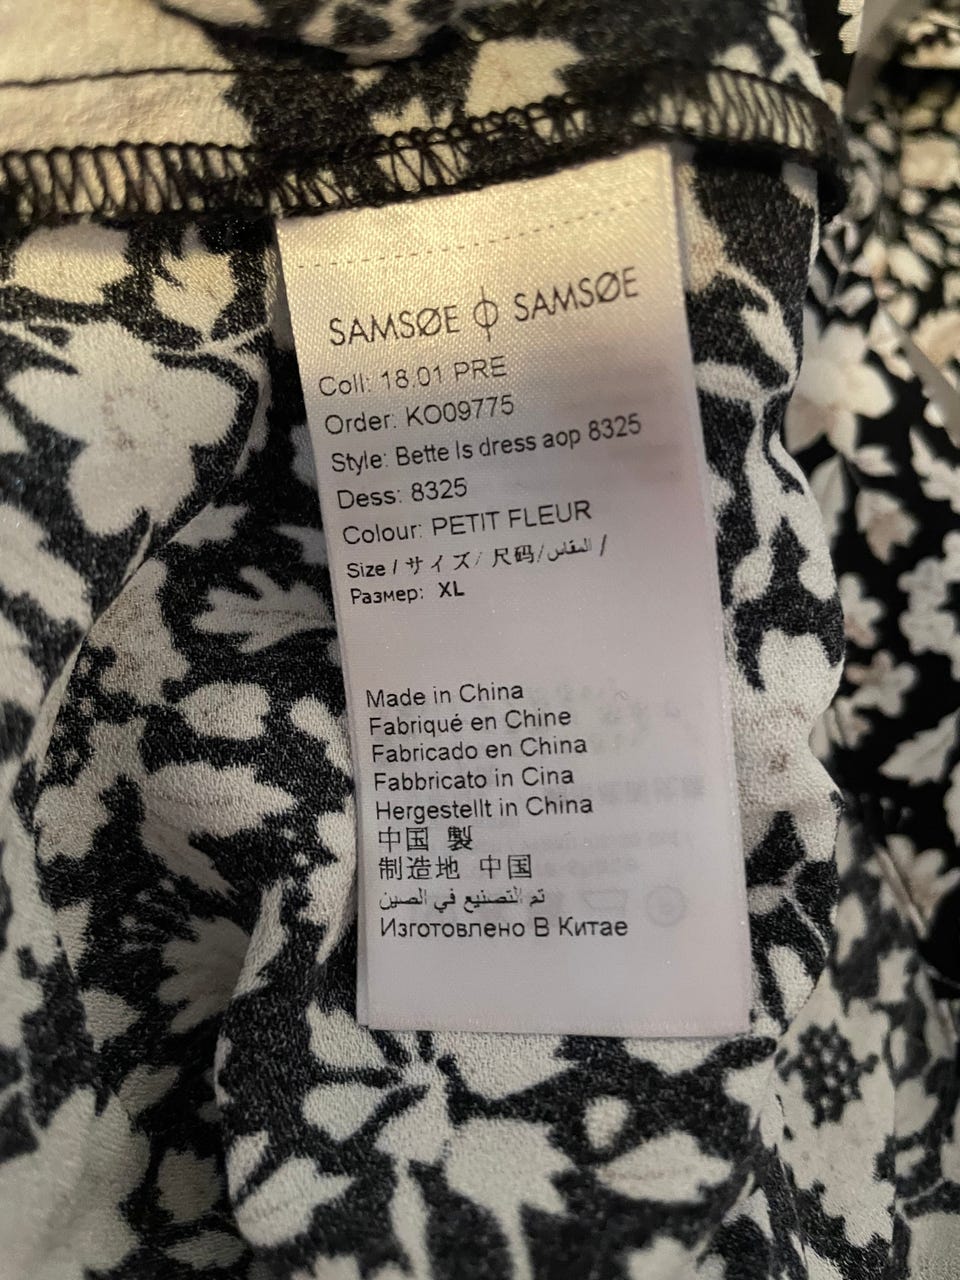 SAMSØE ϕ SAMSØE
Coll: 18.01 PRE
Order: KO09775
Style: Bette ls dress aop 8325
Dess: 8325
Colour: PETIT FLEUR
Size / サイズ/ 尺码/المقاس /
Размер: XL
Made in China
Fabriqué en Chine
Fabricado en China
Fabbricato in Cina
Hergestellt in China
中国 製
制造地 中国
تم التصنيع في الصين
Изготовлено В Китае